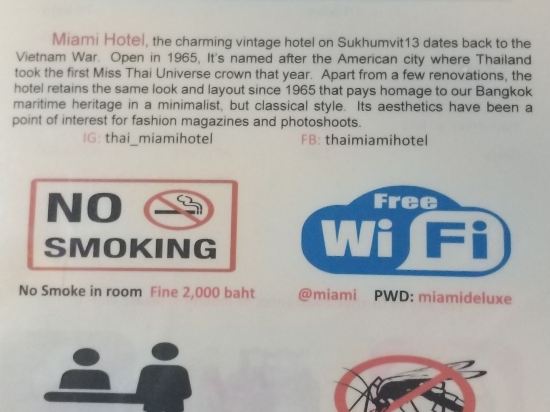 Miami Hotel, the charming vintage hotel on Sukhumvit13 dates back to the
Vietnam War. Open in 1965, It's named after the American city where Thailand
took the first Miss Thai Universe crown that year. Apart from a few renovations, the
hotel retains the same look and layout since 1965 that pays homage to our Bangkok
maritime heritage in a minimalist, but classical style. Its aesthetics have been a
point of interest for fashion magazines and photoshoots.
IG: thai_miamihotel FB: thaimiamihotel
NO
SMOKING
Free
Wi Fi
No Smoke in room Fine 2,000 baht
@miami PWD: miamideluxe